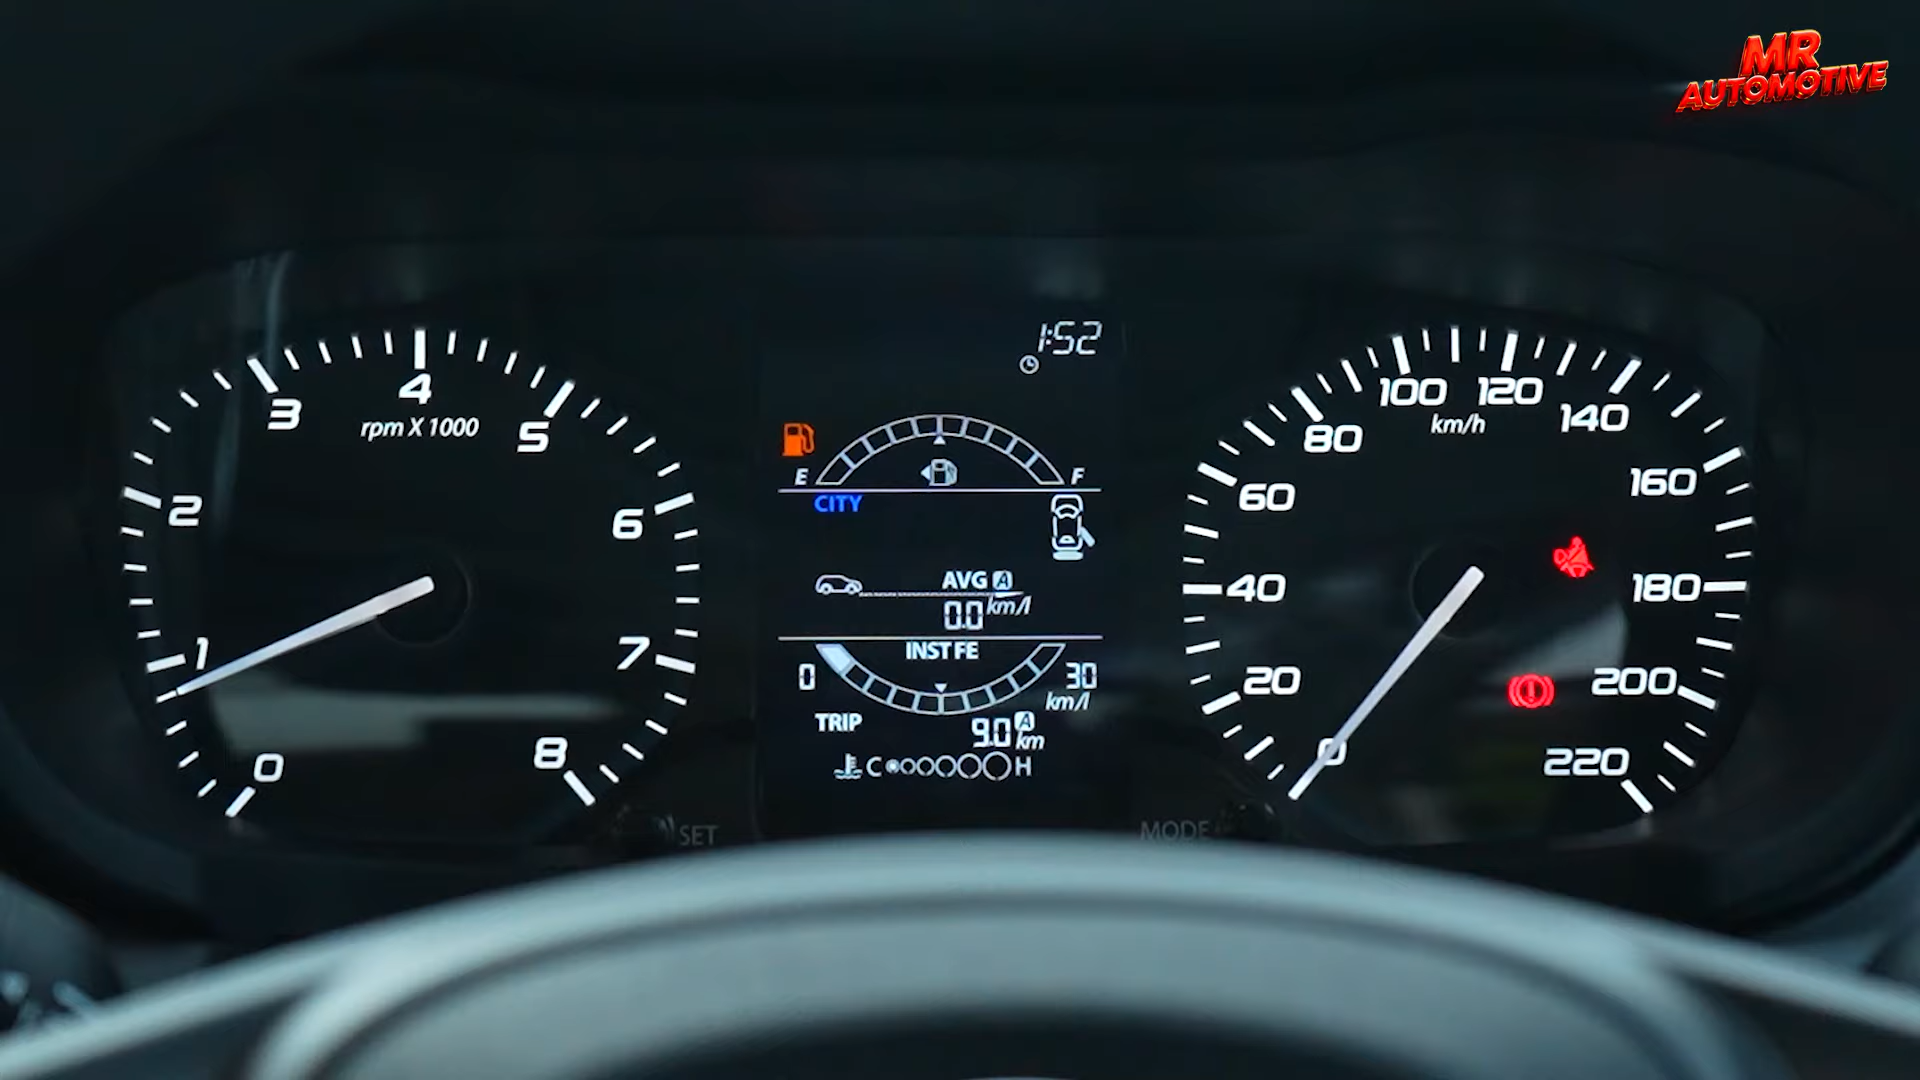 MR
AUTOMOTIVE
1:52
0 1 2 3 4 5 6 7 8
rpm X 1000
E F
CITY
AVG A
0.0 km/l
INST FE
0 30
km/l
TRIP 9.0 A km
C H
SET
MODE
0 20 40 60 80 100 120 140 160 180 200 220
km/h